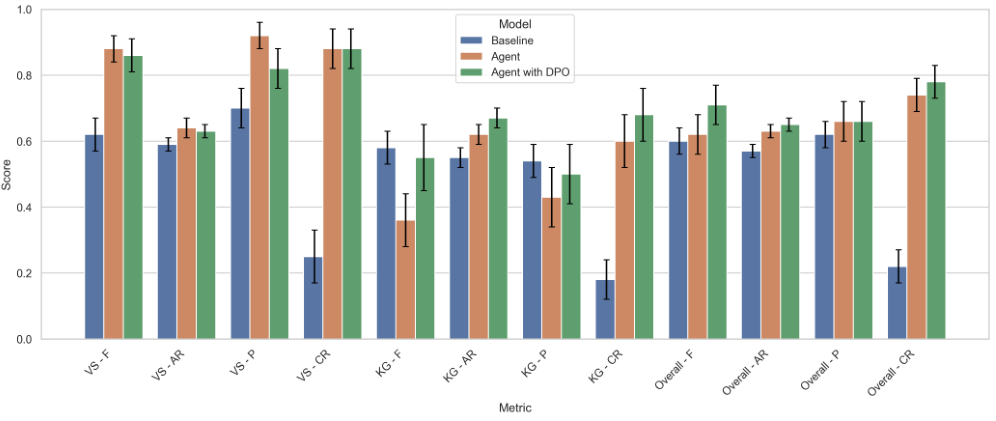 1.0
0.8
0.6
0.4
0.2
0.0
Score
Model
Baseline
Agent
Agent with DPO
VS - F
VS - AR
VS - P
VS - CR
KG - F
KG - AR
KG - P
KG - CR
Overall - F
Overall - AR
Overall - P
Overall - CR
Metric